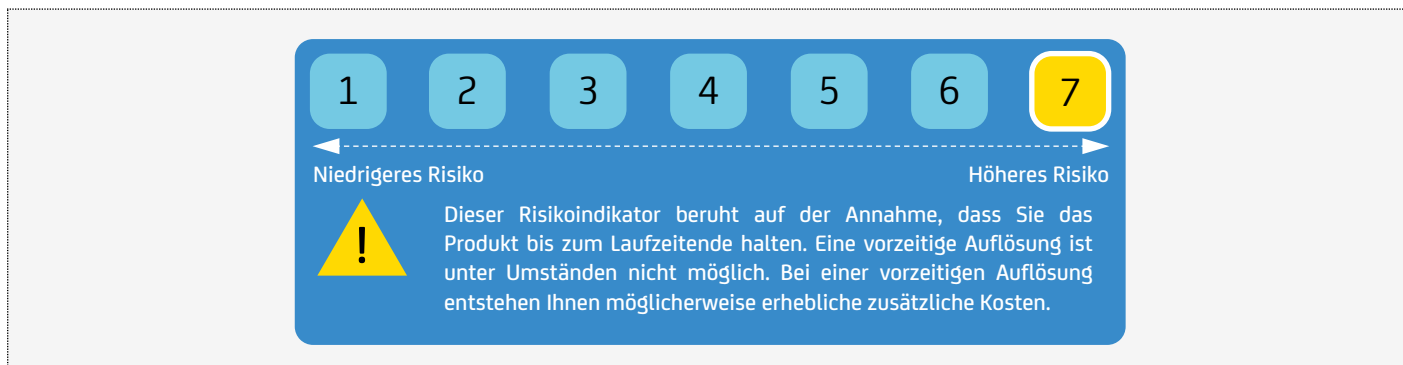 1 2 3 4 5 6 7
Niedrigeres Risiko Höheres Risiko
!
Dieser Risikoindikator beruht auf der Annahme, dass Sie das
Produkt bis zum Laufzeitende halten. Eine vorzeitige Auflösung ist
unter Umständen nicht möglich. Bei einer vorzeitigen Auflösung
entstehen Ihnen möglicherweise erhebliche zusätzliche Kosten.